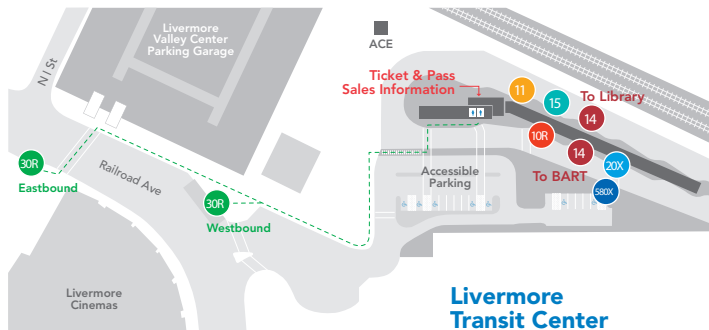 Livermore
Valley Center
Parking Garage
N I St
ACE
Ticket & Pass
Sales Information
11
15
To Library
14
10R
14
To BART
20X
580X
30R
Eastbound
Railroad Ave
30R
Westbound
Accessible
Parking
Livermore
Cinemas
Livermore
Transit Center